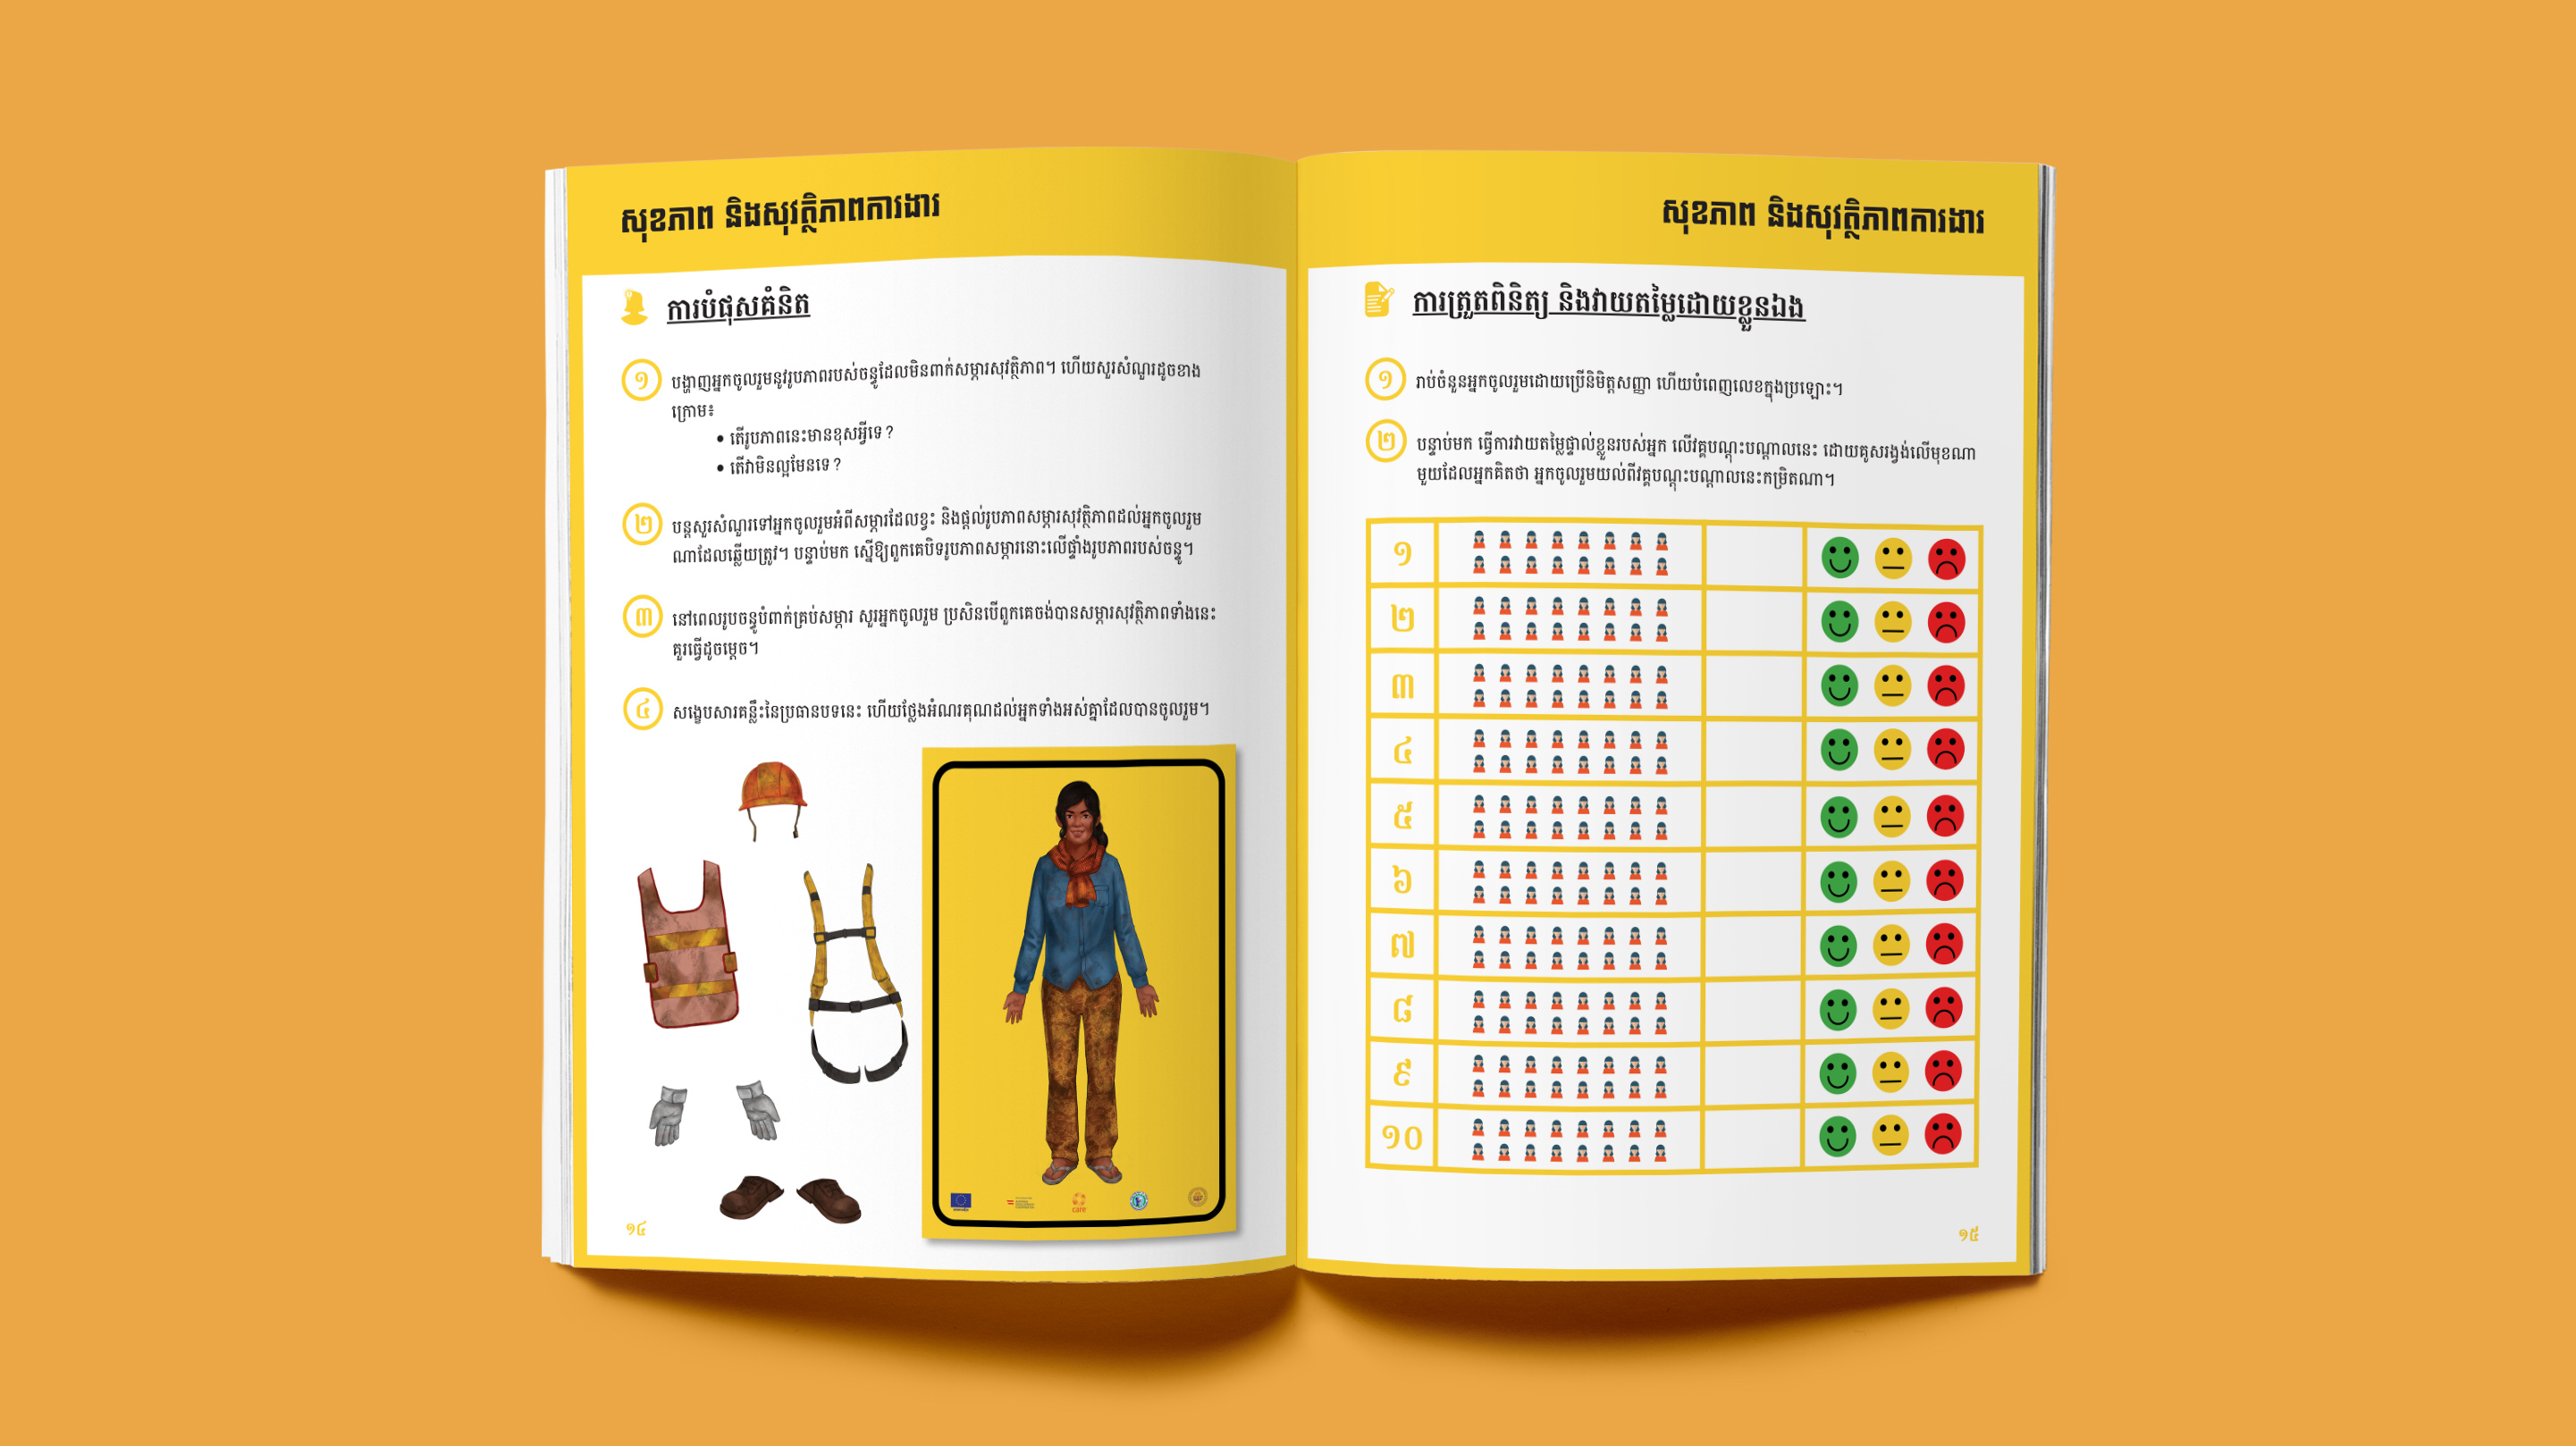 សុខភាព និងសុវត្ថិភាពការងារ
ការបំផុសគំនិត
១ បង្ហាញអ្នកចូលរួមនូវរូបភាពរបស់ចន្ធូដែលមិនពាក់សម្ភារសុវត្ថិភាព។ ហើយសួរសំណួរដូចខាង
ក្រោម៖
• តើរូបភាពនេះមានខុសអ្វីទេ?
• តើវាមិនល្អមែនទេ?
២ បន្តសួរសំណួរទៅអ្នកចូលរួមអំពីសម្ភារដែលខ្វះ និងផ្តល់រូបភាពសម្ភារសុវត្ថិភាពដល់អ្នកចូលរួម
ណាដែលឆ្លើយត្រូវ។ បន្ទាប់មក ស្នើឱ្យពួកគេបិទរូបភាពសម្ភារនោះលើផ្ទាំងរូបភាពរបស់ចន្ធូ។
៣ នៅពេលរូបចន្ធូបំពាក់គ្រប់សម្ភារ សួរអ្នកចូលរួម ប្រសិនបើពួកគេចង់បានសម្ភារសុវត្ថិភាពទាំងនេះ
គួរធ្វើដូចម្តេច។
៤ សង្ខេបសារគន្លឹះនៃប្រធានបទនេះ ហើយថ្លែងអំណរគុណដល់អ្នកទាំងអស់គ្នាដែលបានចូលរួម។
care
១៤
សុខភាព និងសុវត្ថិភាពការងារ
ការត្រួតពិនិត្យ និងវាយតម្លៃដោយខ្លួនឯង
១ រាប់ចំនួនអ្នកចូលរួមដោយប្រើនិមិត្តសញ្ញា ហើយបំពេញលេខក្នុងប្រឡោះ។
២ បន្ទាប់មក ធ្វើការវាយតម្លៃផ្ទាល់ខ្លួនរបស់អ្នក លើវគ្គបណ្តុះបណ្តាលនេះ ដោយគូសរង្វង់លើមុខណា
មួយដែលអ្នកគិតថា អ្នកចូលរួមយល់ពីវគ្គបណ្តុះបណ្តាលនេះកម្រិតណា។
១
២
៣
៤
៥
៦
៧
៨
៩
១០
១៥